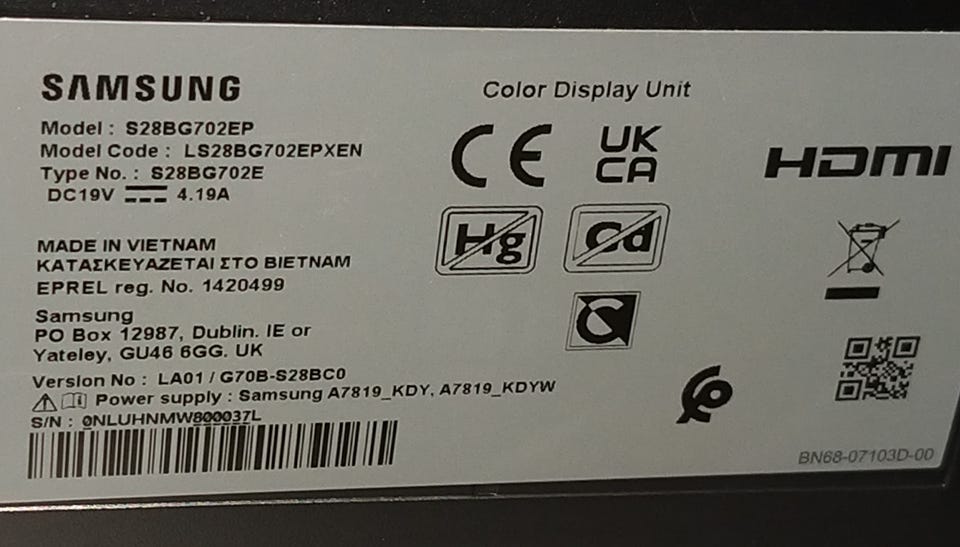 SAMSUNG
Color Display Unit
Model : S28BG702EP
Model Code : LS28BG702EPXEN
Type No. : S28BG702E
DC19V 4.19A
CE
UK
CA
HDMI
Hg
Cd
MADE IN VIETNAM
ΚΑΤΑΣΚΕΥΑΖΕΤΑΙ ΣΤΟ ΒΙΕΤΝΑΜ
EPREL reg. No. 1420499
Samsung
PO Box 12987, Dublin. IE or
Yateley, GU46 6GG. UK
Version No : LA01 / G70B-S28BC0
Power supply : Samsung A7819_KDY, A7819_KDYW
S/N : 0NLUHNMW800037L
BN68-07103D-00